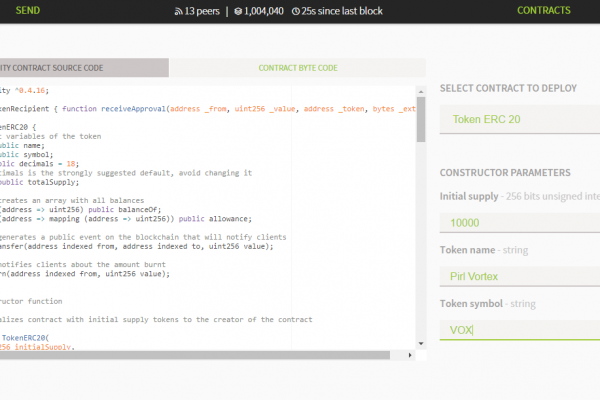 SEND
13 peers | 1,004,040 25s since last block
CONTRACTS
ITY CONTRACT SOURCE CODE
CONTRACT BYTE CODE
ity ^0.4.16;
kenRecipient { function receiveApproval(address _from, uint256 _value, address _token, bytes _ext
enERC20 {
c variables of the token
ublic name;
ublic symbol;
blic decimals = 18;
cimals is the strongly suggested default, avoid changing it
public totalSupply;
creates an array with all balances
(address => uint256) public balanceOf;
(address => mapping (address => uint256)) public allowance;
generates a public event on the blockchain that will notify clients
ansfer(address indexed from, address indexed to, uint256 value);
notifies clients about the amount burnt
rn(address indexed from, uint256 value);
ructor function
alizes contract with initial supply tokens to the creator of the contract
TokenERC20(
256 initialSupply,
SELECT CONTRACT TO DEPLOY
Token ERC 20
CONSTRUCTOR PARAMETERS
Initial supply - 256 bits unsigned inte
10000
Token name - string
Pirl Vortex
Token symbol - string
VOX